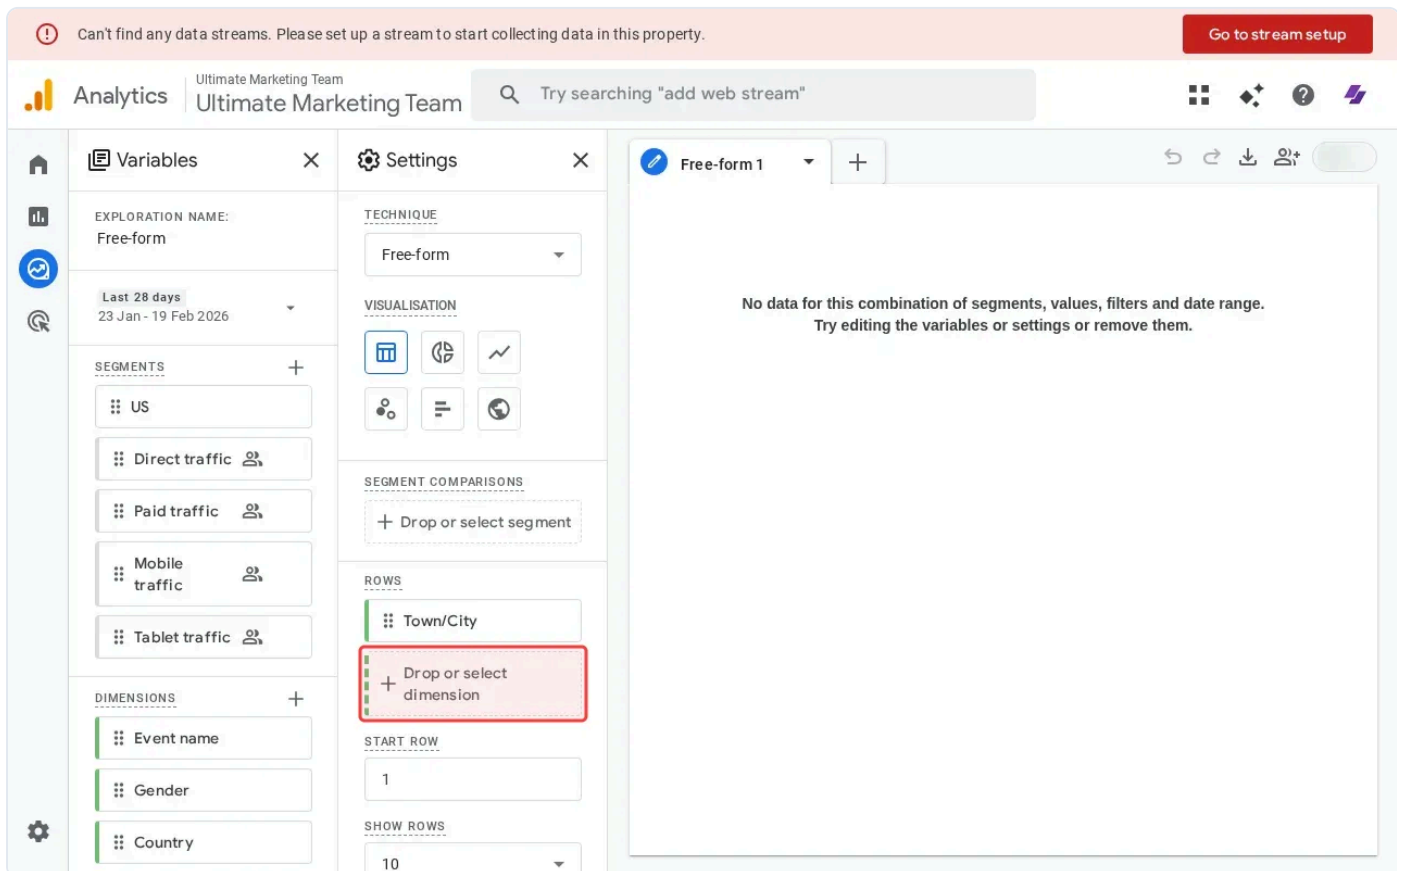 Can't find any data streams. Please set up a stream to start collecting data in this property.
Go to stream setup
Analytics
Ultimate Marketing Team
Ultimate Marketing Team
Try searching "add web stream"
Variables
EXPLORATION NAME:
Free-form
Last 28 days
23 Jan - 19 Feb 2026
SEGMENTS
US
Direct traffic
Paid traffic
Mobile
traffic
Tablet traffic
DIMENSIONS
Event name
Gender
Country
Settings
TECHNIQUE
Free-form
VISUALISATION
SEGMENT COMPARISONS
Drop or select segment
ROWS
Town/City
Drop or select
dimension
START ROW
1
SHOW ROWS
10
Free-form 1
No data for this combination of segments, values, filters and date range.
Try editing the variables or settings or remove them.